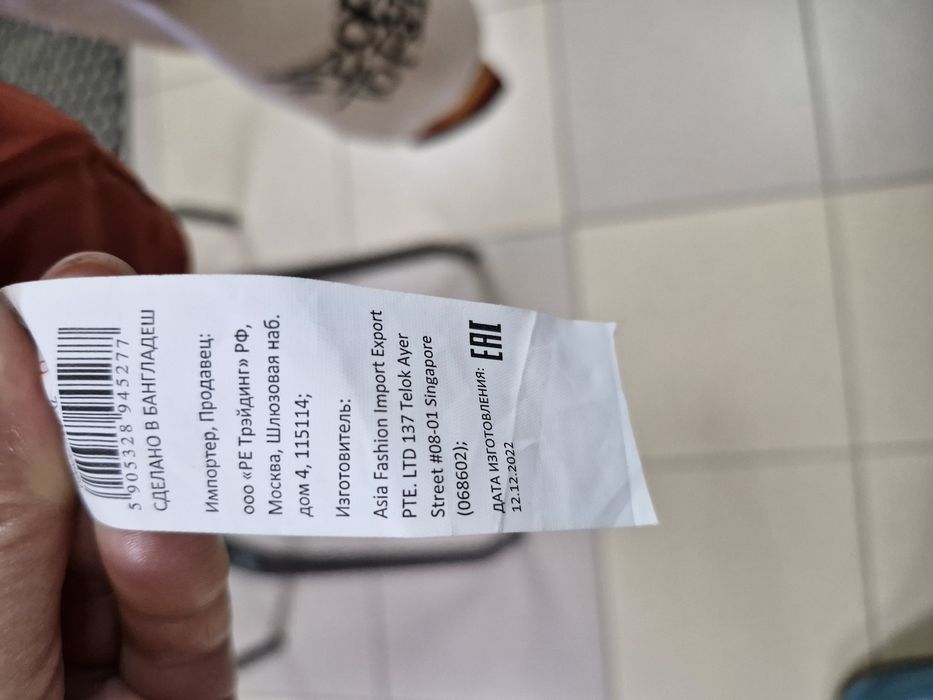 5 905328 945277
СДЕЛАНО В БАНГЛАДЕШ
Импортер, Продавец:
ооо «РЕ Трэйдинг» РФ,
Москва, Шлюзовая наб.
дом 4, 115114;
Изготовитель:
Asia Fashion Import Export
PTE. LTD 137 Telok Ayer
Street #08-01 Singapore
(068602);
ДАТА ИЗГОТОВЛЕНИЯ:
12.12.2022
EAC